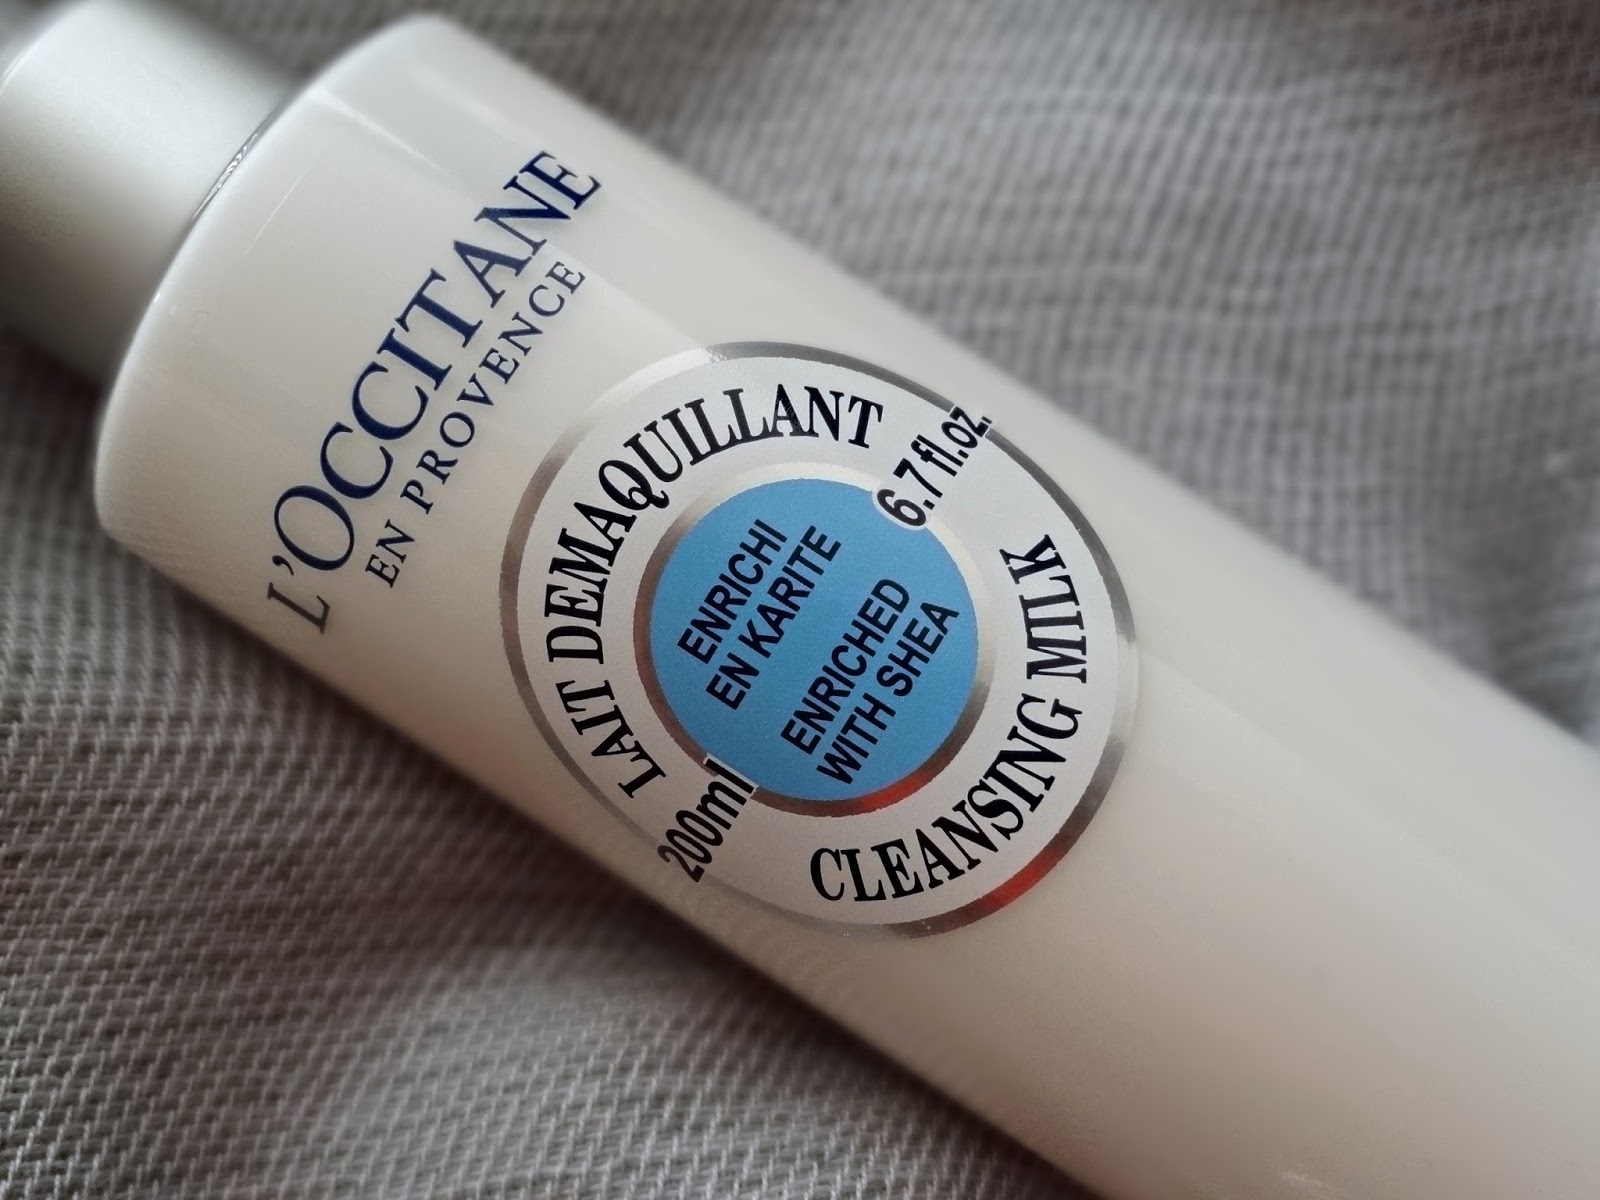 L'OCCITANE
EN PROVENCE
LAIT DEMAQUILLANT
6.7 fl.oz.
ENRICHI
EN KARITE
ENRICHED
WITH SHEA
200ml
CLEANSING MILK